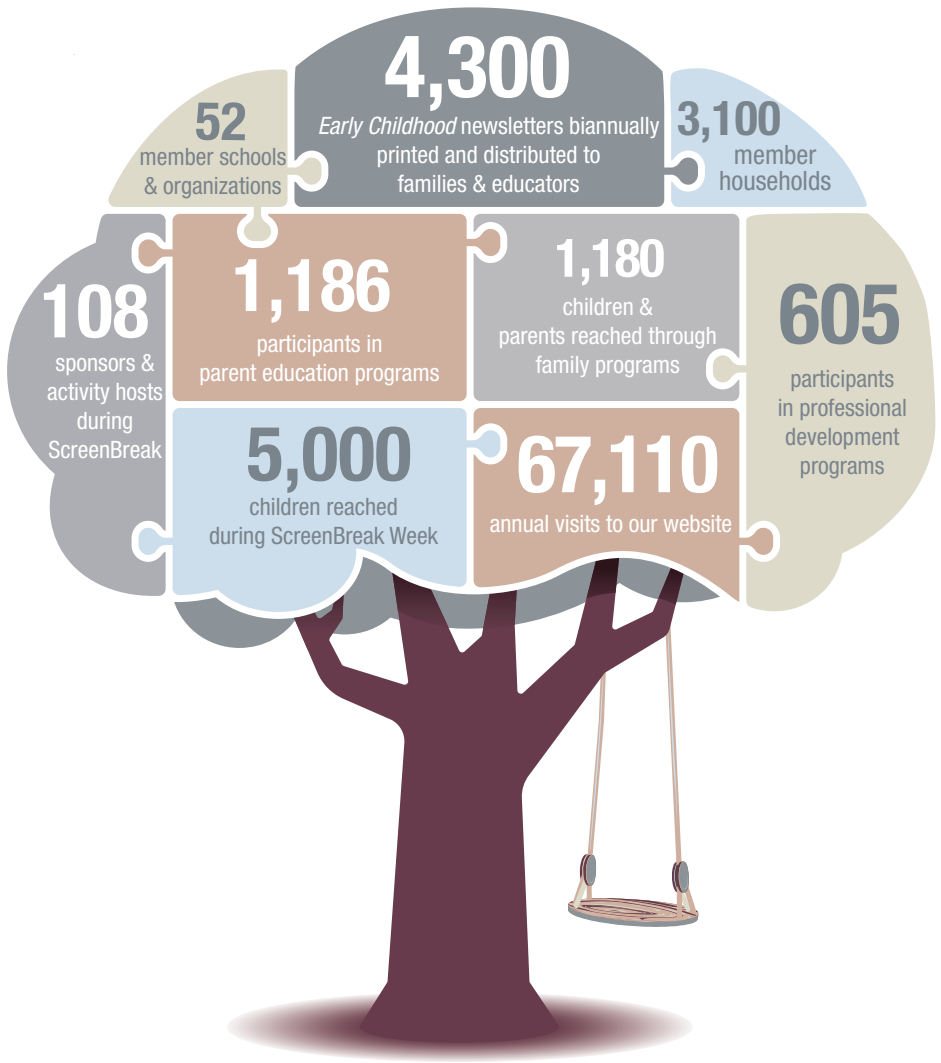 4,300
Early Childhood newsletters biannually
printed and distributed to
families & educators
52
member schools
& organizations
3,100
member
households
108
sponsors &
activity hosts
during
ScreenBreak
1,186
participants in
parent education programs
1,180
children &
parents reached through
family programs
605
participants
in professional
development
programs
5,000
children reached
during ScreenBreak Week
67,110
annual visits to our website